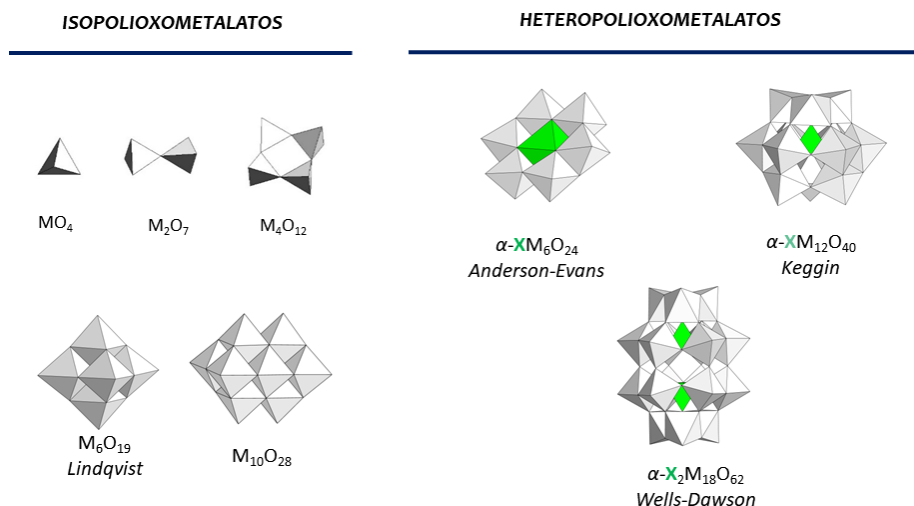 ISOPOLIOXOMETALATOS
HETEROPOLIOXOMETALATOS
MO₄
M₂O₇
M₄O₁₂
α-XM₆O₂₄
Anderson-Evans
α-XM₁₂O₄₀
Keggin
M₆O₁₉
Lindqvist
M₁₀O₂₈
α-X₂M₁₈O₆₂
Wells-Dawson